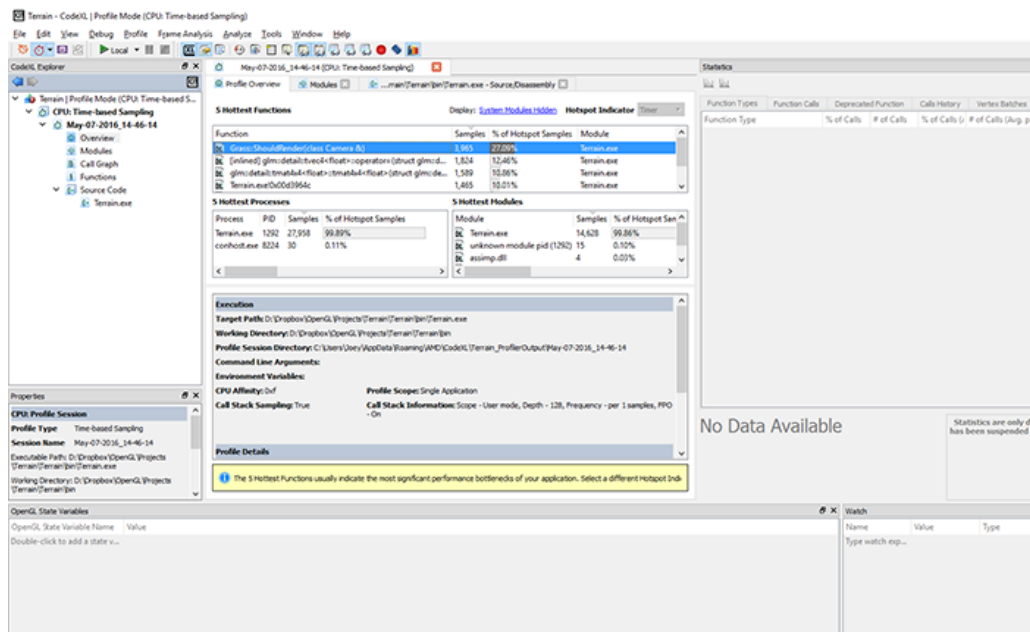 Terrain - CodeXL | Profile Mode (CPU: Time-based Sampling)
File Edit View Debug Profile Frame Analysis Analyze Tools Window Help
Local
CodeXL Explorer
Terrain | Profile Mode (CPU: Time-based S...
CPU: Time-based Sampling
May-07-2016_14-46-14
Overview
Modules
Call Graph
Functions
Source Code
Terrain.exe
Properties
CPU: Profile Session
Profile Type Time-based Sampling
Session Name May-07-2016_14-46-14
Executable Path: D:\Dropbox\OpenGL\Projects
\Terrain\Terrain\bin\Terrain.exe
Working Directory: D:\Dropbox\OpenGL\Projects
\Terrain\Terrain\bin
May-07-2016_14-46-14 (CPU: Time-based Sampling)
Profile Overview Modules ...rrain\Terrain\bin\Terrain.exe - Source/Disassembly
5 Hottest Functions Display: System Modules Hidden Hotspot Indicator Timer
Function Samples % of Hotspot Samples Module
Grass::ShouldRender(class Camera &) 3,965 27.09% Terrain.exe
[inlined] glm::detail::tvec4<float>::operator=(struct glm::d... 1,824 12.46% Terrain.exe
glm::detail::tmat4x4<float>::tmat4x4<float>(struct glm::de... 1,589 10.86% Terrain.exe
Terrain.exe!0x00d3964c 1,465 10.01% Terrain.exe
5 Hottest Processes
Process PID Samples % of Hotspot Samples
Terrain.exe 1292 27,958 99.89%
conhost.exe 8224 30 0.11%
5 Hottest Modules
Module Samples % of Hotspot San
Terrain.exe 14,628 99.86%
unknown module pid (1292) 15 0.10%
assimp.dll 4 0.03%
Execution
Target Path: D:\Dropbox\OpenGL\Projects\Terrain\Terrain\bin\Terrain.exe
Working Directory: D:\Dropbox\OpenGL\Projects\Terrain\Terrain\bin
Profile Session Directory: C:\Users\Joey\AppData\Roaming\AMD\CodeXL\Terrain_ProfilerOutput\May-07-2016_14-46-14
Command Line Arguments:
Environment Variables:
CPU Affinity: 0xf Profile Scope: Single Application
Call Stack Sampling: True Call Stack Information: Scope - User mode, Depth - 128, Frequency - per 1 samples, FPO
- On
Profile Details
The 5 Hottest Functions usually indicate the most significant performance bottlenecks of your application. Select a different Hotspot Indi
Statistics
Function Types Function Calls Deprecated Function Calls History Vertex Batches
Function Type % of Calls # of Calls % of Calls (A # of Calls (Avg. p
No Data Available
Statistics are only d
has been suspended
OpenGL State Variables
OpenGL State Variable Name Value
Double-click to add a state v...
Watch
Name Value Type
Type watch exp...